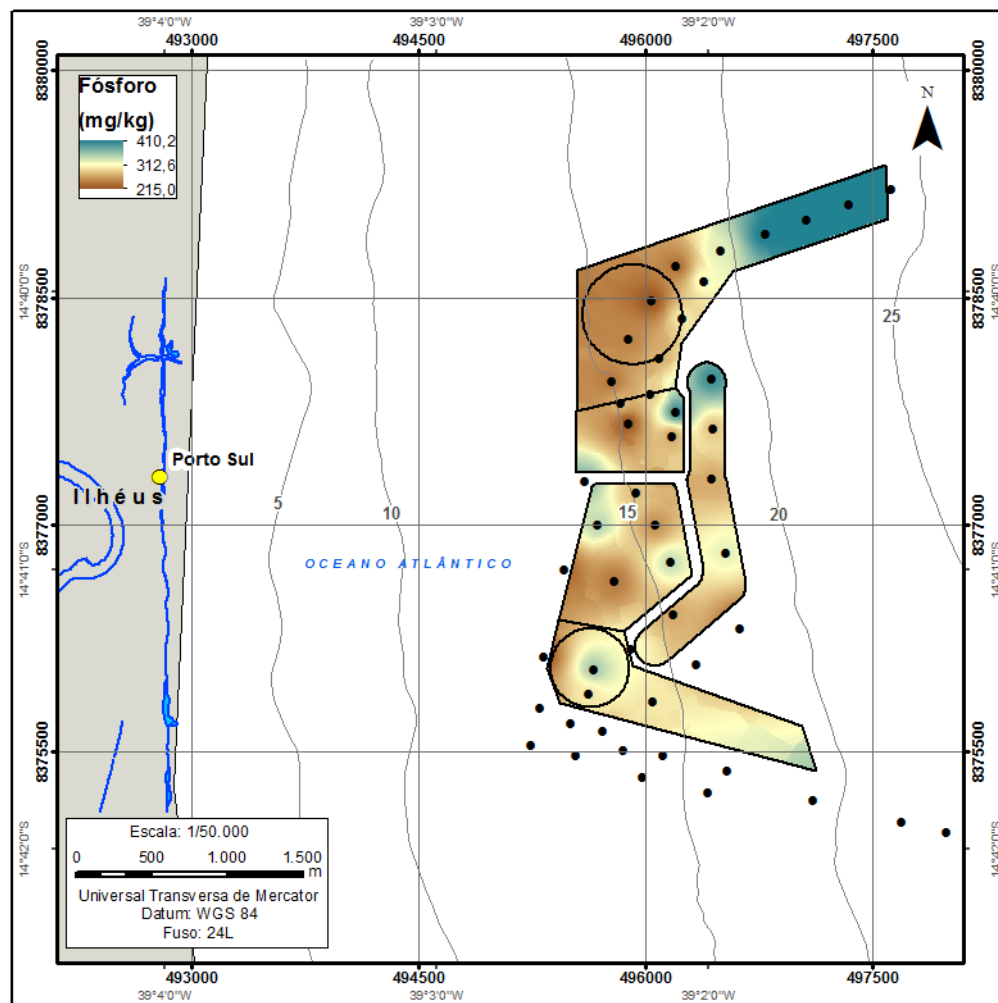 39°4'0"W 39°3'0"W 39°2'0"W
493000 494500 496000 497500
8380000
8380000
Fósforo
(mg/kg)
410,2
312,6
215,0
N
14°40'0"S
8378500
8378500
14°40'0"S
25
Porto Sul
Ilhéus
5
10
15
20
8377000
8377000
14°41'0"S
OCEANO ATLÂNTICO
14°41'0"S
8375500
8375500
Escala: 1/50.000
0 500 1.000 1.500
m
Universal Transversa de Mercator
Datum: WGS 84
Fuso: 24L
14°42'0"S
14°42'0"S
493000 494500 496000 497500
39°4'0"W 39°3'0"W 39°2'0"W